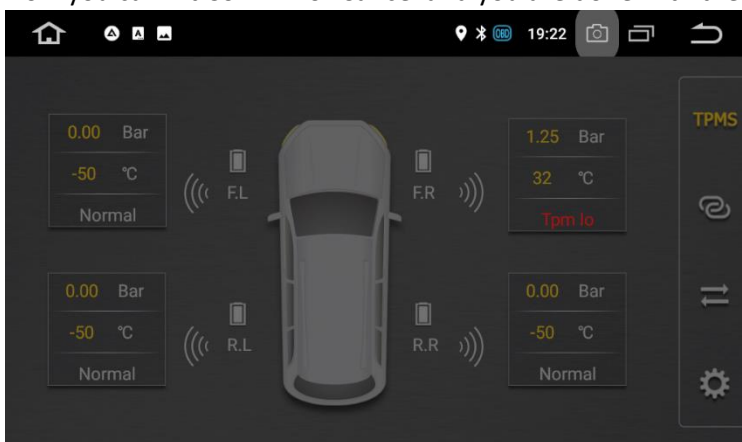 OBD 19:22
TPMS
0.00 Bar
-50 °C
Normal
F.L
F.R
1.25 Bar
32 °C
Tpm lo
0.00 Bar
-50 °C
Normal
R.L
R.R
0.00 Bar
-50 °C
Normal